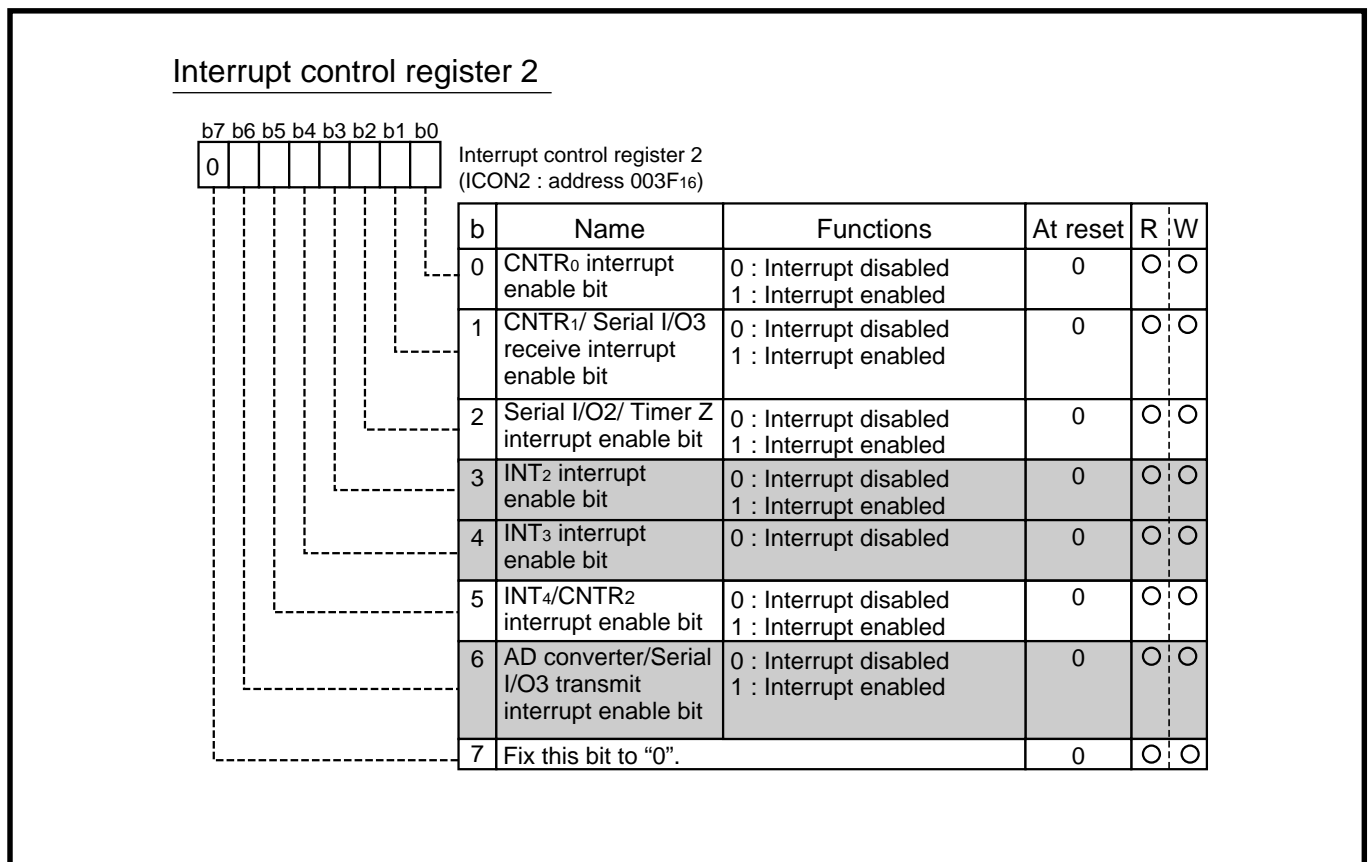 Interrupt control register 2
b7 b6 b5 b4 b3 b2 b1 b0
0
Interrupt control register 2
(ICON2 : address 003F16)
b Name Functions At reset R W
0 CNTR0 interrupt enable bit 0 : Interrupt disabled 0 O O
1 : Interrupt enabled
1 CNTR1/ Serial I/O3 0 : Interrupt disabled 0 O O
receive interrupt 1 : Interrupt enabled
enable bit
2 Serial I/O2/ Timer Z 0 : Interrupt disabled 0 O O
interrupt enable bit 1 : Interrupt enabled
3 INT2 interrupt 0 : Interrupt disabled 0 O O
enable bit 1 : Interrupt enabled
4 INT3 interrupt 0 : Interrupt disabled 0 O O
enable bit
5 INT4/CNTR2 0 : Interrupt disabled 0 O O
interrupt enable bit 1 : Interrupt enabled
6 AD converter/Serial 0 : Interrupt disabled 0 O O
I/O3 transmit 1 : Interrupt enabled
interrupt enable bit
7 Fix this bit to “0”. 0 O O